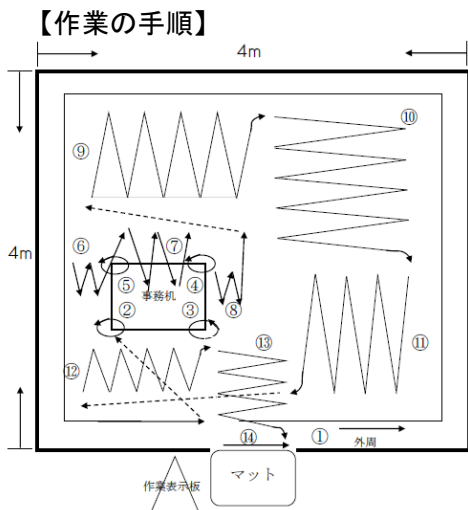 【作業の手順】
4m
4m
⑨
⑩
⑥
⑦
⑤
④
事務机
②
③
⑧
⑪
⑬
⑫
⑭
①
外周
作業表示板
マット